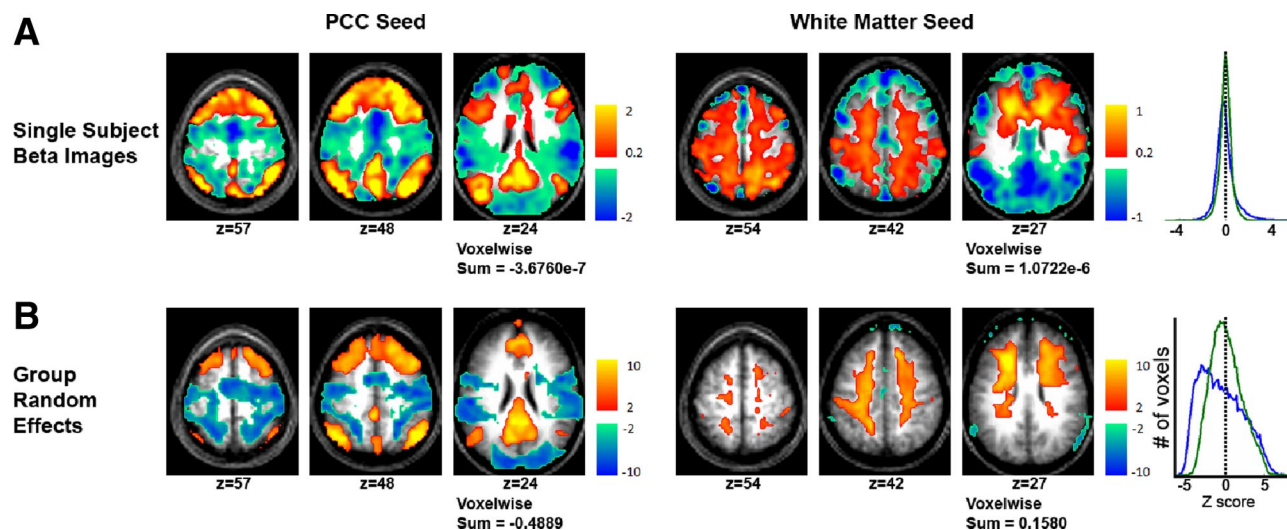 A
PCC Seed
White Matter Seed
Single Subject
Beta Images
2
0.2
-2
1
0.2
-1
z=57
z=48
z=24
z=54
z=42
z=27
-4
0
4
Voxelwise
Sum = -3.6760e-7
Voxelwise
Sum = 1.0722e-6
B
Group
Random
Effects
10
2
-2
-10
10
2
-2
-10
# of voxels
z=57
z=48
z=24
z=54
z=42
z=27
-5
0
5
Z score
Voxelwise
Sum = -0.4889
Voxelwise
Sum = 0.1580